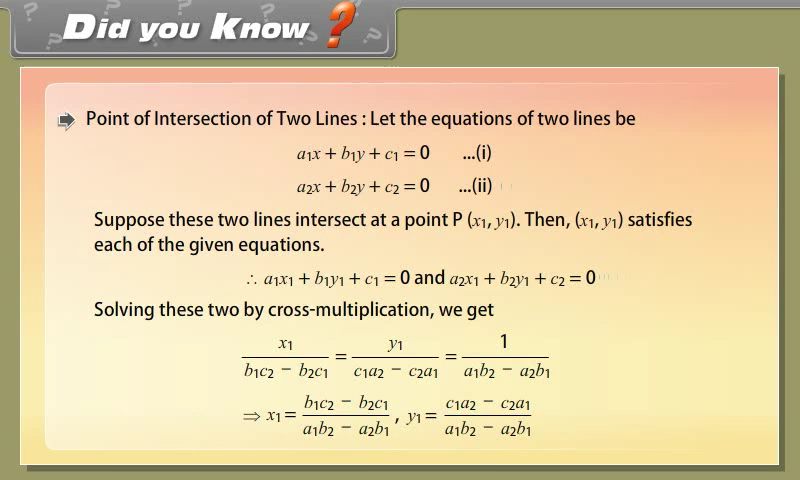 Did you Know ?
Point of Intersection of Two Lines : Let the equations of two lines be
a₁x + b₁y + c₁ = 0 ...(i)
a₂x + b₂y + c₂ = 0 ...(ii)
Suppose these two lines intersect at a point P (x₁, y₁). Then, (x₁, y₁) satisfies
each of the given equations.
∴ a₁x₁ + b₁y₁ + c₁ = 0 and a₂x₁ + b₂y₁ + c₂ = 0
Solving these two by cross-multiplication, we get
x₁/(b₁c₂ − b₂c₁) = y₁/(c₁a₂ − c₂a₁) = 1/(a₁b₂ − a₂b₁)
⇒ x₁ = (b₁c₂ − b₂c₁)/(a₁b₂ − a₂b₁) , y₁ = (c₁a₂ − c₂a₁)/(a₁b₂ − a₂b₁)